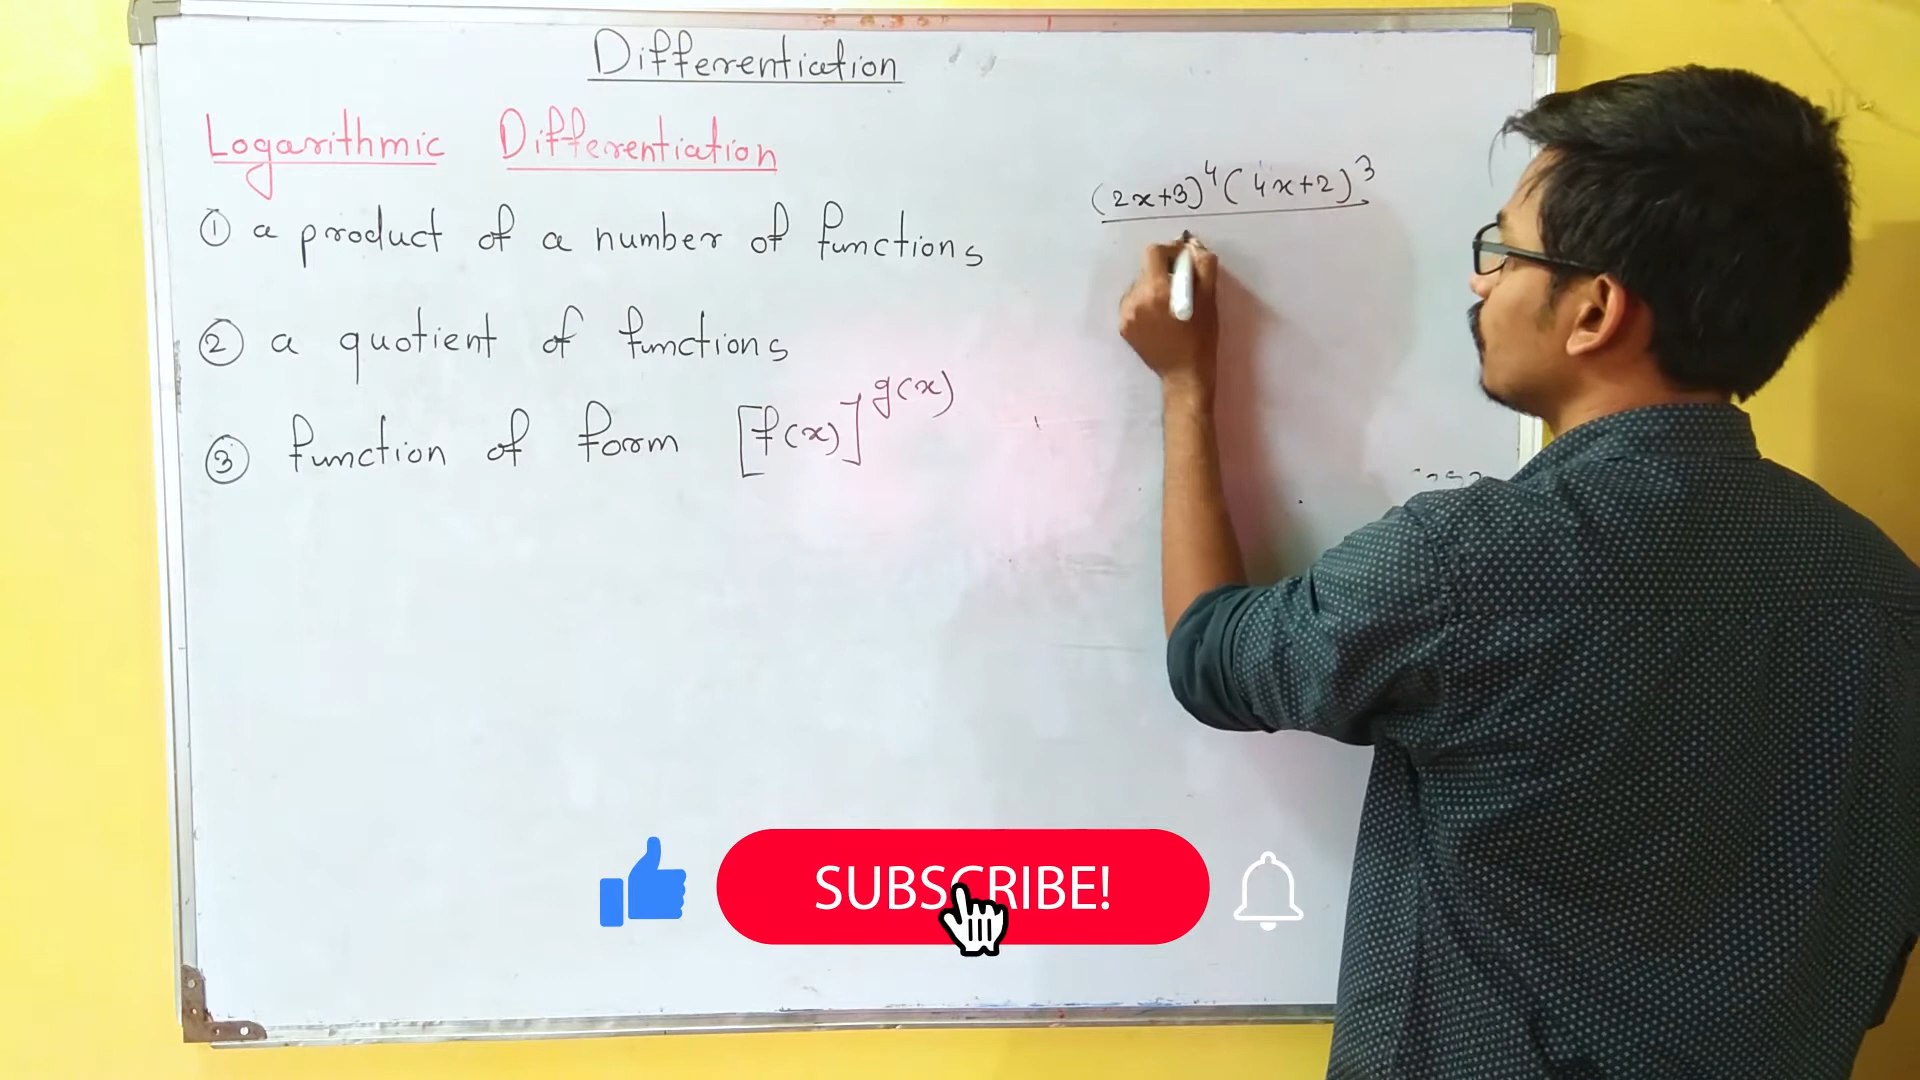 Differentiation
Logarithmic Differentiation
① a product of a number of functions
② a quotient of functions
③ function of form [f(x)]^g(x)
(2x+3)^4 (4x+2)^3
SUBSCRIBE!